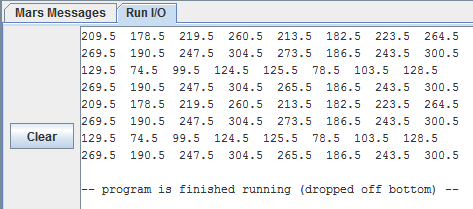 Mars Messages Run I/O
209.5 178.5 219.5 260.5 213.5 182.5 223.5 264.5
269.5 190.5 247.5 304.5 273.5 186.5 243.5 300.5
129.5 74.5 99.5 124.5 125.5 78.5 103.5 128.5
269.5 190.5 247.5 304.5 265.5 186.5 243.5 300.5
209.5 178.5 219.5 260.5 213.5 182.5 223.5 264.5
269.5 190.5 247.5 304.5 273.5 186.5 243.5 300.5
Clear
129.5 74.5 99.5 124.5 125.5 78.5 103.5 128.5
269.5 190.5 247.5 304.5 265.5 186.5 243.5 300.5
-- program is finished running (dropped off bottom) --